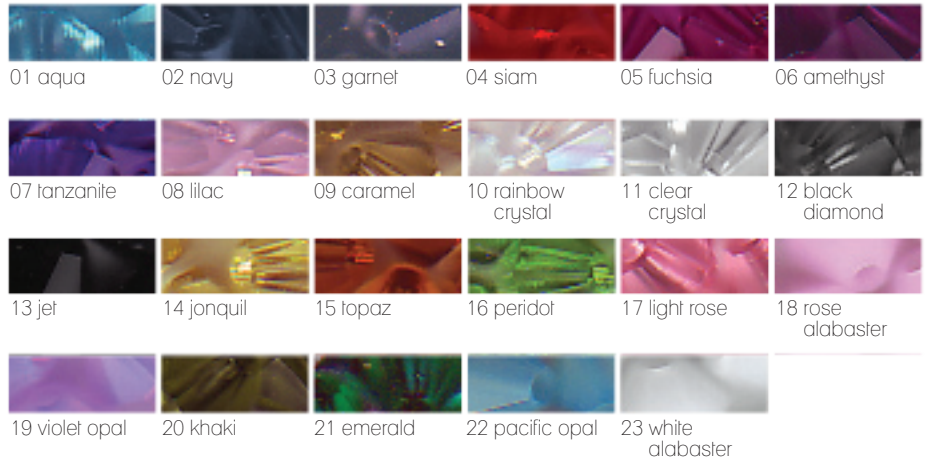 01 aqua
02 navy
03 garnet
04 siam
05 fuchsia
06 amethyst
07 tanzanite
08 lilac
09 caramel
10 rainbow
crystal
11 clear
crystal
12 black
diamond
13 jet
14 jonquil
15 topaz
16 peridot
17 light rose
18 rose
alabaster
19 violet opal
20 khaki
21 emerald
22 pacific opal
23 white
alabaster